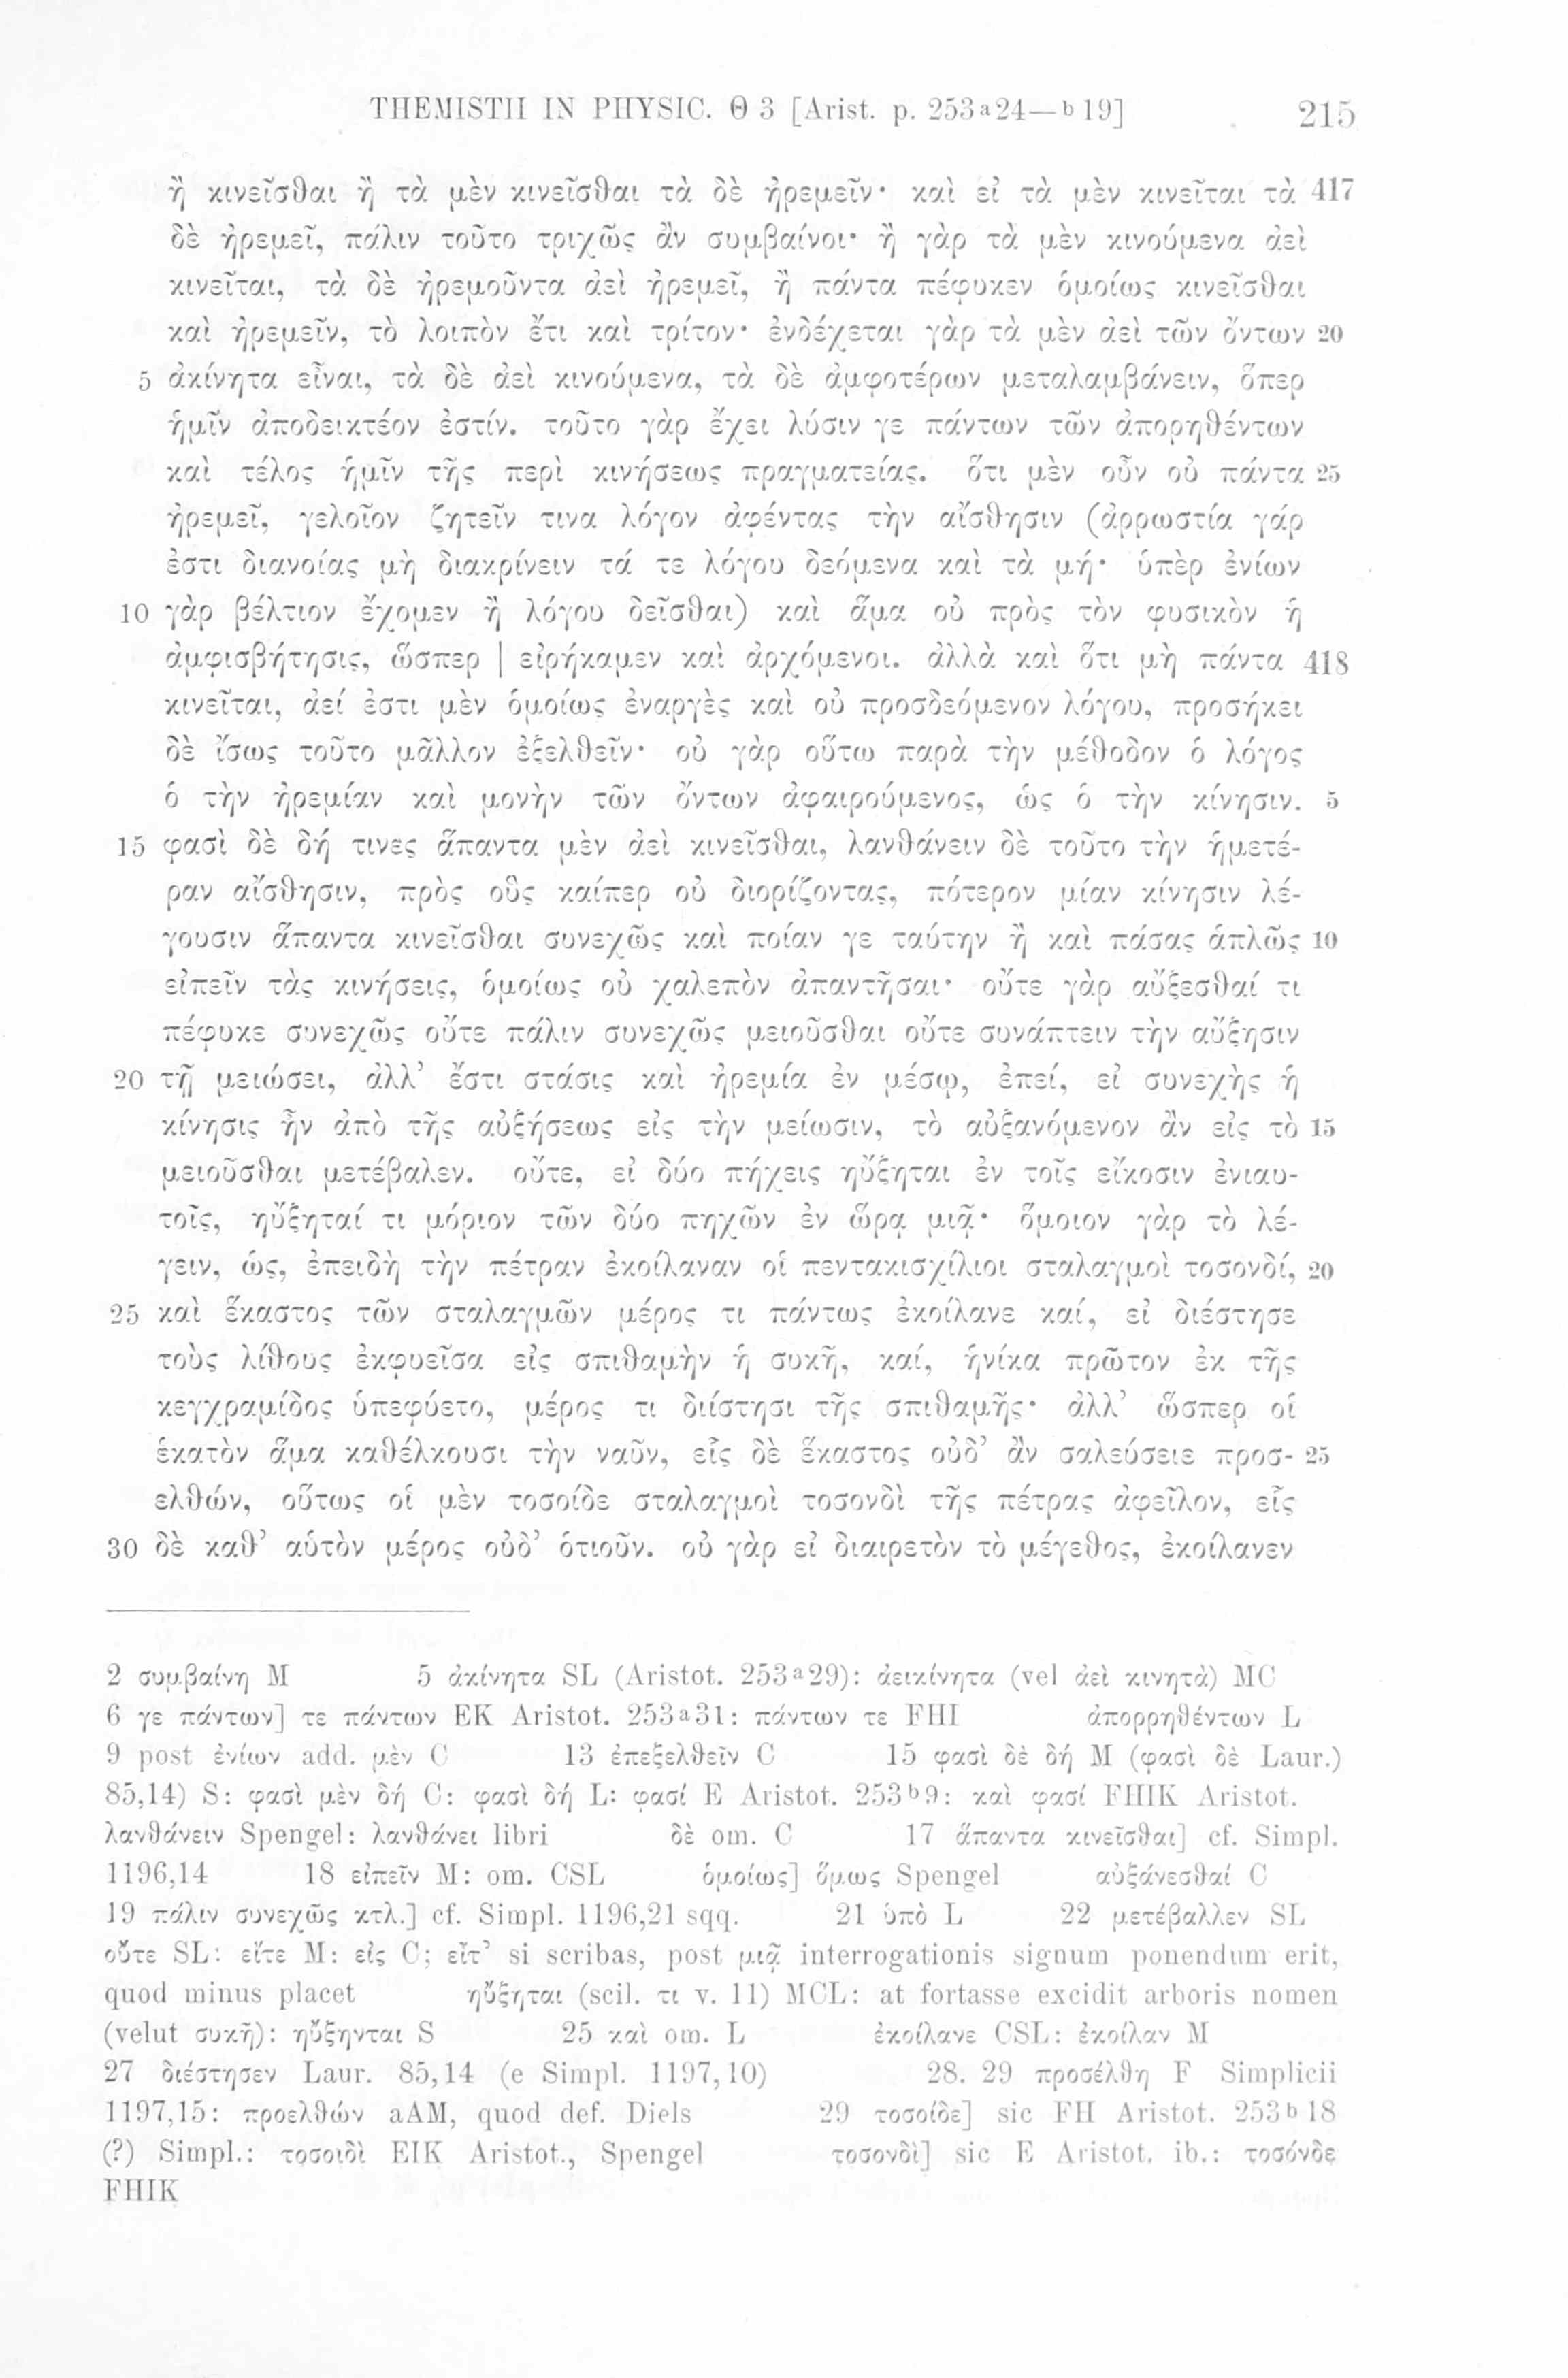 THEMISTII IN PHYSIC. Θ 3 [Arist. p. 253a24—b19] 215
ἢ κινεῖσθαι ἢ τὰ μὲν κινεῖσθαι τὰ δὲ ἠρεμεῖν· καὶ εἰ τὰ μὲν κινεῖται τὰ 417
δὲ ἠρεμεῖ, πάλιν τοῦτο τριχῶς ἂν συμβαίνοι· ἢ γὰρ τὰ μὲν κινούμενα ἀεὶ
κινεῖται, τὰ δὲ ἠρεμοῦντα ἀεὶ ἠρεμεῖ, ἢ πάντα πέφυκεν ὁμοίως κινεῖσθαι
καὶ ἠρεμεῖν, τὸ λοιπὸν ἔτι καὶ τρίτον· ἐνδέχεται γὰρ τὰ μὲν ἀεὶ τῶν ὄντων 20
5 ἀκίνητα εἶναι, τὰ δὲ ἀεὶ κινούμενα, τὰ δὲ ἀμφοτέρων μεταλαμβάνειν, ὅπερ
ἡμῖν ἀποδεικτέον ἐστίν. τοῦτο γὰρ ἔχει λύσιν γε πάντων τῶν ἀπορηθέντων
καὶ τέλος ἡμῖν τῆς περὶ κινήσεως πραγματείας. ὅτι μὲν οὖν οὐ πάντα 25
ἠρεμεῖ, γελοῖον ζητεῖν τινα λόγον ἀφέντας τὴν αἴσθησιν (ἀρρωστία γάρ
ἐστι διανοίας μὴ διακρίνειν τά τε λόγου δεόμενα καὶ τὰ μή· ὑπὲρ ἐνίων
10 γὰρ βέλτιον ἔχομεν ἢ λόγου δεῖσθαι) καὶ ἅμα οὐ πρὸς τὸν φυσικὸν ἡ
ἀμφισβήτησις, ὥσπερ | εἰρήκαμεν καὶ ἀρχόμενοι. ἀλλὰ καὶ ὅτι μὴ πάντα 418
κινεῖται, ἀεί ἐστι μὲν ὁμοίως ἐναργὲς καὶ οὐ προσδεόμενον λόγου, προσήκει
δὲ ἴσως τοῦτο μᾶλλον ἐξελθεῖν· οὐ γὰρ οὕτω παρὰ τὴν μέθοδον ὁ λόγος
ὁ τὴν ἠρεμίαν καὶ μονὴν τῶν ὄντων ἀφαιρούμενος, ὡς ὁ τὴν κίνησιν. 5
15 φασὶ δὲ δή τινες ἅπαντα μὲν ἀεὶ κινεῖσθαι, λανθάνειν δὲ τοῦτο τὴν ἡμετέ-
ραν αἴσθησιν, πρὸς οὓς καίπερ οὐ διορίζοντας, πότερον μίαν κίνησιν λέ-
γουσιν ἅπαντα κινεῖσθαι συνεχῶς καὶ ποίαν γε ταύτην ἢ καὶ πάσας ἁπλῶς 10
εἰπεῖν τὰς κινήσεις, ὁμοίως οὐ χαλεπὸν ἀπαντῆσαι· οὔτε γὰρ αὔξεσθαί τι
πέφυκε συνεχῶς οὔτε πάλιν συνεχῶς μειοῦσθαι οὔτε συνάπτειν τὴν αὔξησιν
20 τῇ μειώσει, ἀλλ’ ἔστι στάσις καὶ ἠρεμία ἐν μέσῳ, ἐπεί, εἰ συνεχὴς ἡ
κίνησις ἦν ἀπὸ τῆς αὐξήσεως εἰς τὴν μείωσιν, τὸ αὐξανόμενον ἂν εἰς τὸ 15
μειοῦσθαι μετέβαλεν. οὔτε, εἰ δύο πήχεις ηὔξηται ἐν τοῖς εἴκοσιν ἐνιαυ-
τοῖς, ηὔξηταί τι μόριον τῶν δύο πηχῶν ἐν ὥρᾳ μιᾷ· ὅμοιον γὰρ τὸ λέ-
γειν, ὡς, ἐπειδὴ τὴν πέτραν ἐκοίλαναν οἱ πεντακισχίλιοι σταλαγμοὶ τοσονδί, 20
25 καὶ ἕκαστος τῶν σταλαγμῶν μέρος τι πάντως ἐκοίλανε καί, εἰ διέστησε
τοὺς λίθους ἐκφυεῖσα εἰς σπιθαμὴν ἡ συκῆ, καί, ἡνίκα πρῶτον ἐκ τῆς
κεγχραμίδος ὑπεφύετο, μέρος τι διίστησι τῆς σπιθαμῆς· ἀλλ’ ὥσπερ οἱ
ἑκατὸν ἅμα καθέλκουσι τὴν ναῦν, εἷς δὲ ἕκαστος οὐδ’ ἂν σαλεύσειε προσ- 25
ελθών, οὕτως οἱ μὲν τοσοίδε σταλαγμοὶ τοσονδὶ τῆς πέτρας ἀφεῖλον, εἷς
30 δὲ καθ’ αὑτὸν μέρος οὐδ’ ὁτιοῦν. οὐ γὰρ εἰ διαιρετὸν τὸ μέγεθος, ἐκοίλανεν
2 συμβαίνη M 5 ἀκίνητα SL (Aristot. 253a29): ἀεικίνητα (vel ἀεὶ κινητὰ) MC
6 γε πάντων] τε πάντων EK Aristot. 253a31: πάντων τε FHI ἀπορρηθέντων L
9 post ἐνίων add. μὲν C 13 ἐπεξελθεῖν C 15 φασὶ δὲ δή M (φασὶ δὲ Laur.)
85,14) S: φασὶ μὲν δή C: φασὶ δή L: φασί E Aristot. 253b9: καὶ φασί FHIK Aristot.
λανθάνειν Spengel: λανθάνει libri δὲ om. C 17 ἅπαντα κινεῖσθαι] cf. Simpl.
1196,14 18 εἰπεῖν M: om. CSL ὁμοίως] ὅμως Spengel αὐξάνεσθαί C
19 πάλιν συνεχῶς κτλ.] cf. Simpl. 1196,21 sqq. 21 ὑπὸ L 22 μετέβαλλεν SL
οὔτε SL: εἴτε M: εἰς C; εἶτ’ si scribas, post μιᾷ interrogationis signum ponendum erit,
quod minus placet ηὔξηται (scil. τι v. 11) MCL: at fortasse excidit arboris nomen
(velut συκῆ): ηὔξηνται S 25 καὶ om. L ἐκοίλανε CSL: ἐκοίλαν M
27 διέστησεν Laur. 85,14 (e Simpl. 1197,10) 28. 29 προσέλθη F Simplicii
1197,15: προελθών aAM, quod def. Diels 29 τοσοίδε] sic FH Aristot. 253b18
(?) Simpl.: τοσοιδὶ EIK Aristot., Spengel τοσονδὶ] sic E Aristot. ib.: τοσόνδε
FHIK